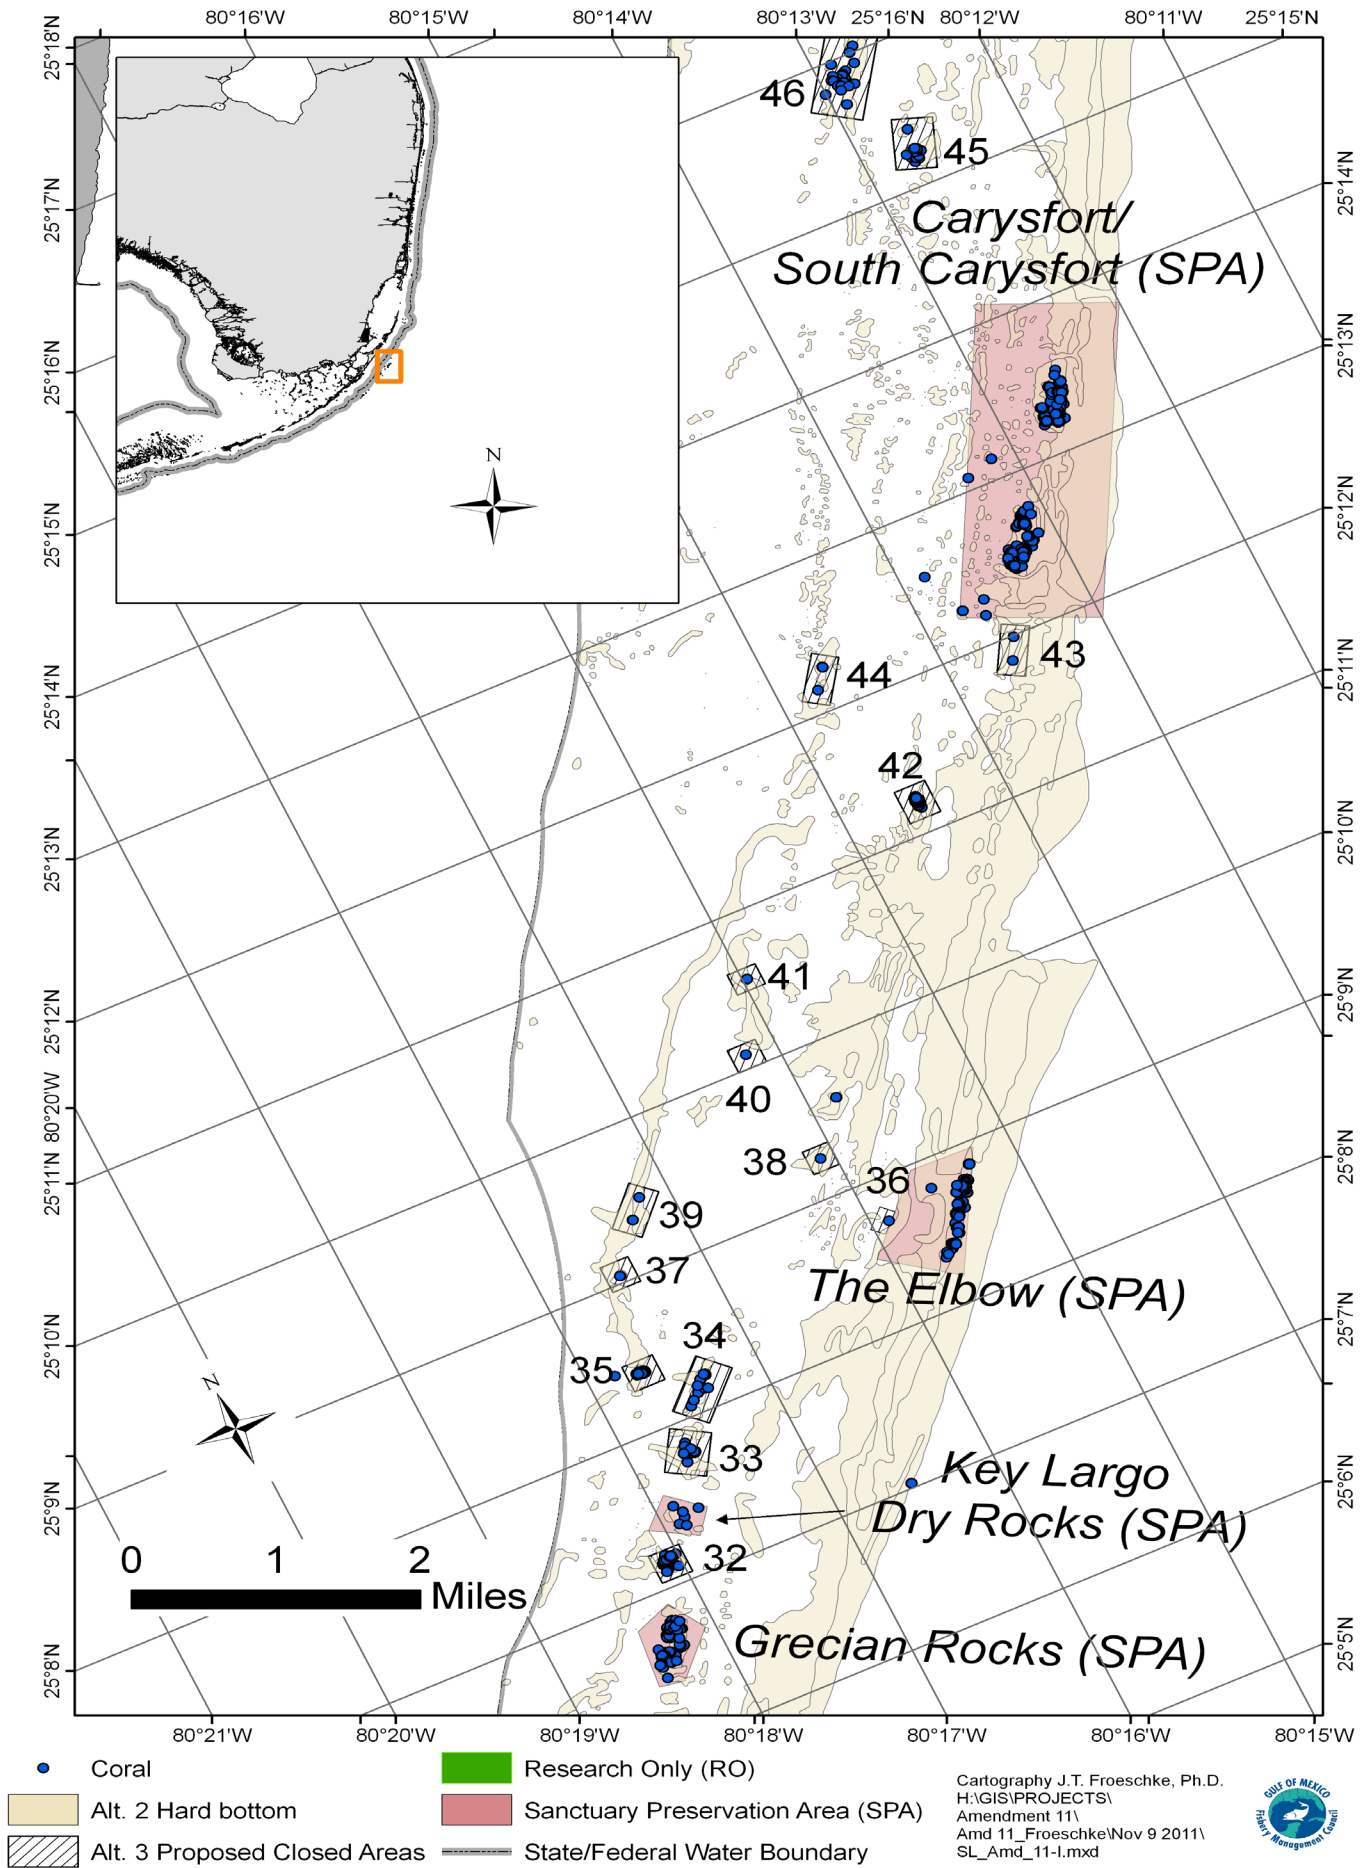 80°16'W 80°15'W 80°14'W 80°13'W 25°16'N 80°12'W 80°11'W 25°15'N
25°18'N
25°17'N
25°16'N
25°15'N
25°14'N
25°13'N
25°12'N
80°20'W
25°11'N
25°10'N
25°9'N
25°8'N
N
46
45
Carysfort/
South Carysfort (SPA)
43
44
42
41
40
38
36
39
37
The Elbow (SPA)
34
35
33
Key Largo
Dry Rocks (SPA)
32
Grecian Rocks (SPA)
N
0 1 2
Miles
25°14'N
25°13'N
25°12'N
25°11'N
25°10'N
25°9'N
25°8'N
25°7'N
25°6'N
25°5'N
80°21'W 80°20'W 80°19'W 80°18'W 80°17'W 80°16'W 80°15'W
Coral
Alt. 2 Hard bottom
Alt. 3 Proposed Closed Areas
Research Only (RO)
Sanctuary Preservation Area (SPA)
State/Federal Water Boundary
Cartography J.T. Froeschke, Ph.D.
H:\GIS\PROJECTS\
Amendment 11\
Amd 11_Froeschke\Nov 9 2011\
SL_Amd_11-I.mxd
GULF OF MEXICO
Fishery Management Council